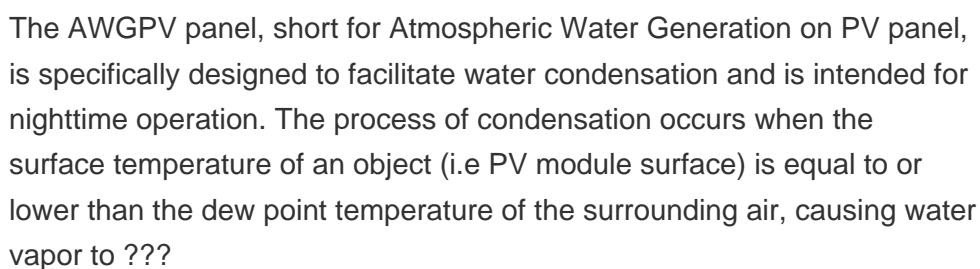 The AWGPV panel, short for Atmospheric Water Generation on PV panel,
is specifically designed to facilitate water condensation and is intended for
nighttime operation. The process of condensation occurs when the
surface temperature of an object (i.e PV module surface) is equal to or
lower than the dew point temperature of the surrounding air, causing water
vapor to ???